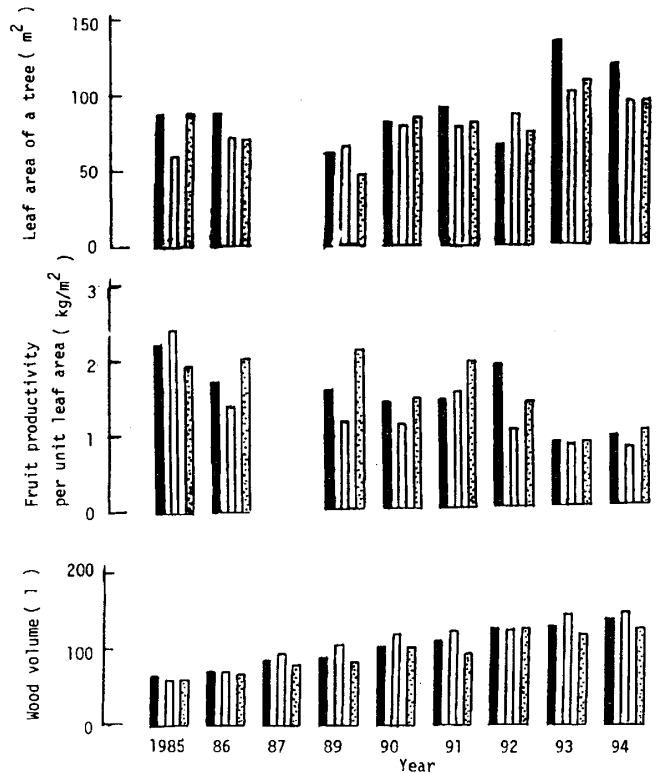 Leaf area of a tree ( m²)
150
100
50
0
Fruit productivity
per unit leaf area ( kg/m²)
3
2
1
0
Wood volume ( l )
200
100
0
1985 86 87 89 90 91 92 93 94
Year